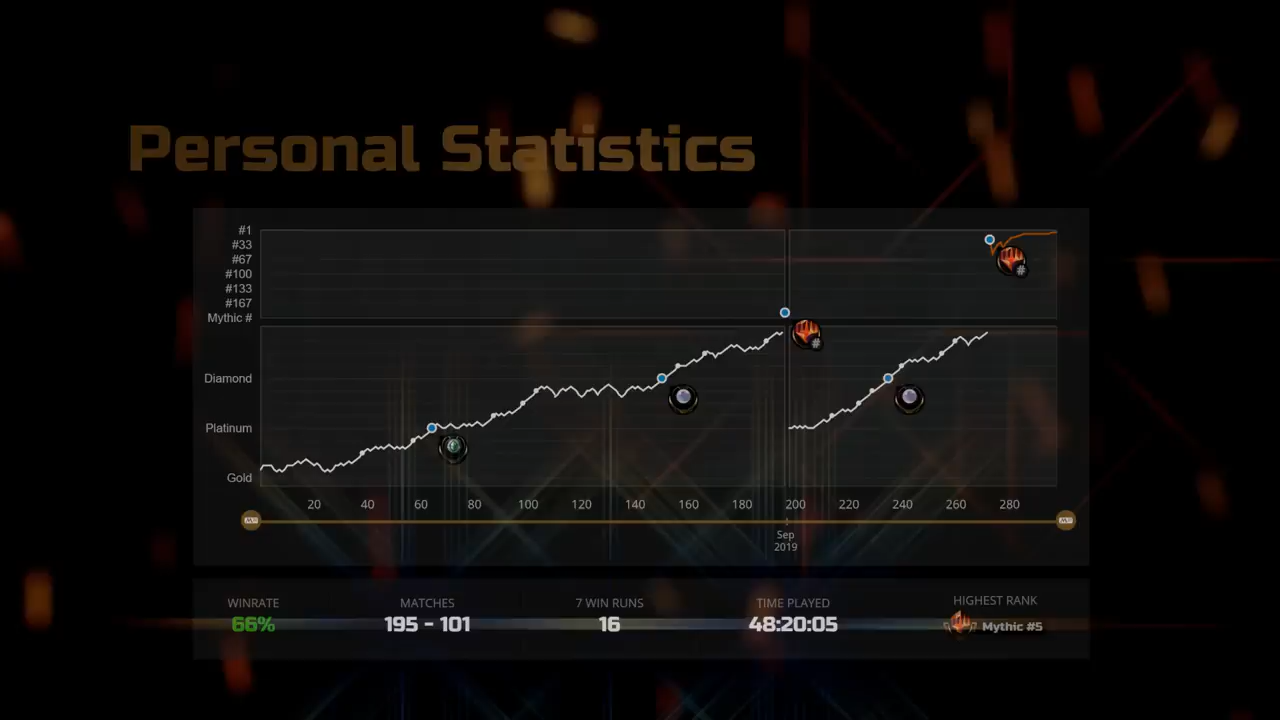 Personal Statistics
#1
#33
#67
#100
#133
#167
Mythic #
Diamond
Platinum
Gold
20 40 60 80 100 120 140 160 180 200 220 240 260 280
Sep
2019
WINRATE MATCHES 7 WIN RUNS TIME PLAYED HIGHEST RANK
66% 195 - 101 16 48:20:05 Mythic #5